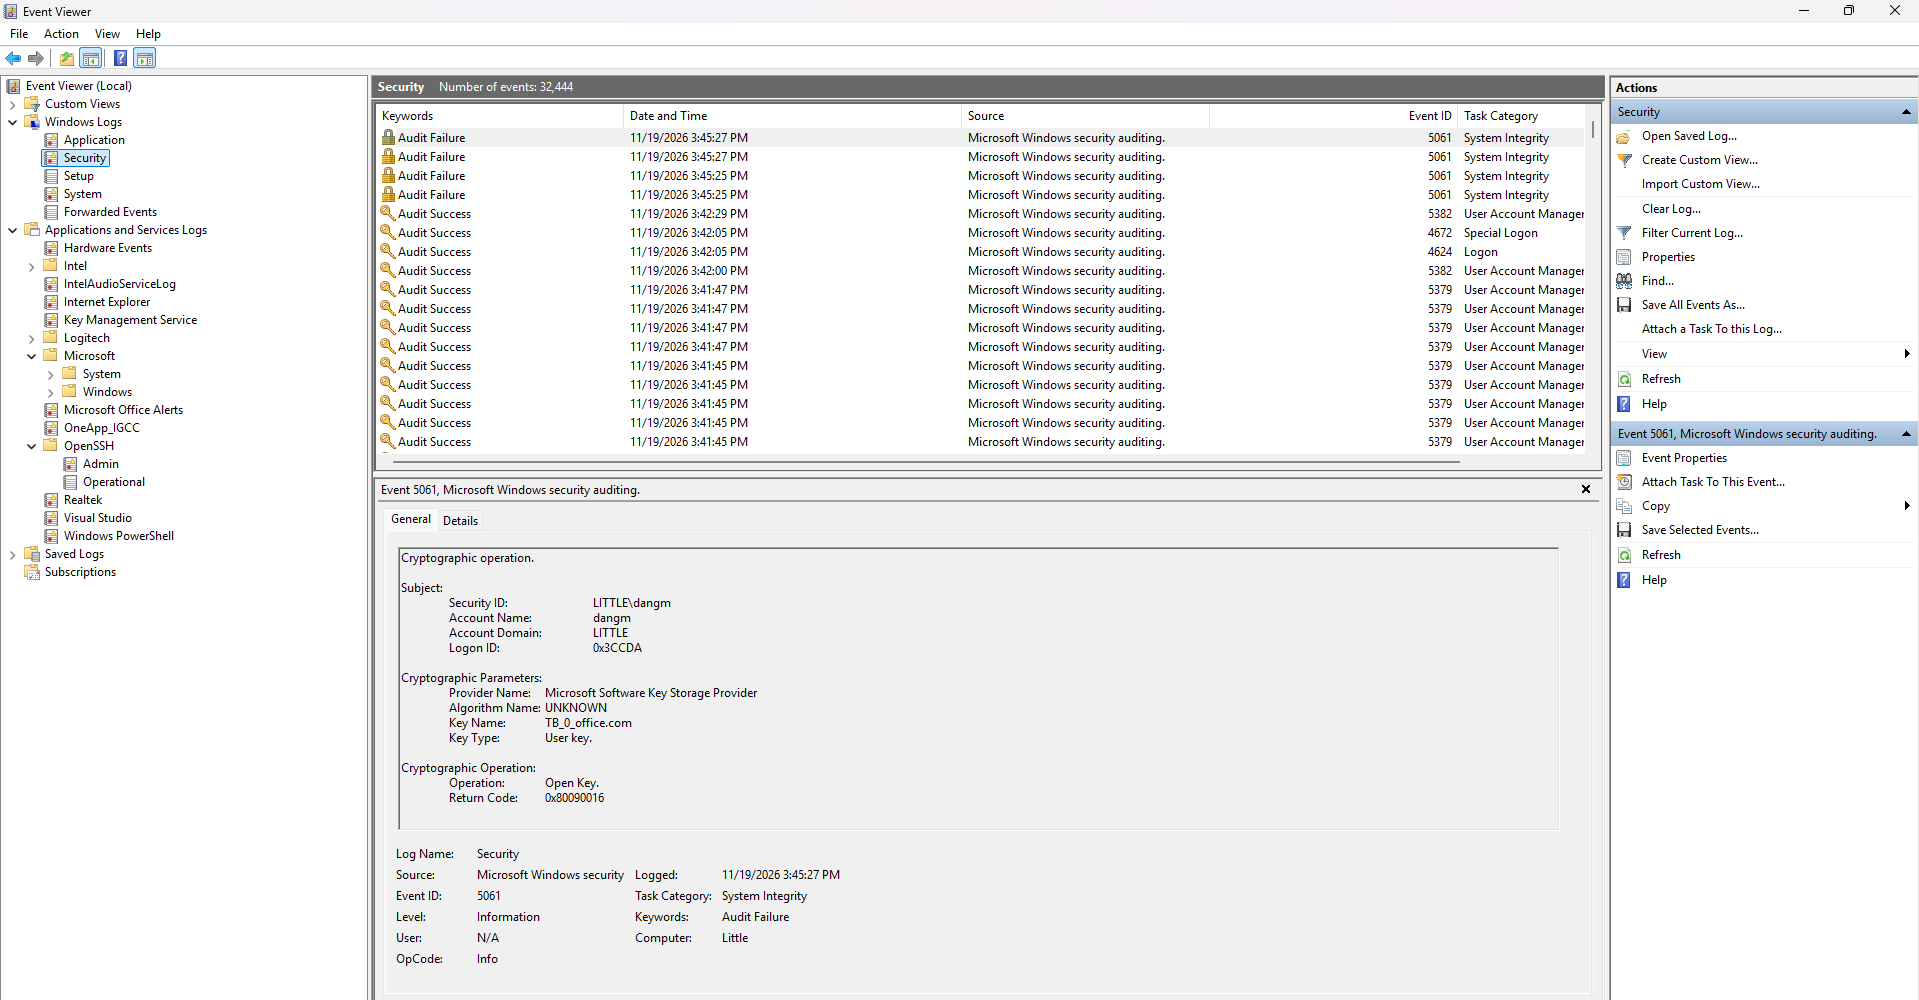 Event Viewer
File Action View Help
Event Viewer (Local)
Custom Views
Windows Logs
Application
Security
Setup
System
Forwarded Events
Applications and Services Logs
Hardware Events
Intel
IntelAudioServiceLog
Internet Explorer
Key Management Service
Logitech
Microsoft
System
Windows
Microsoft Office Alerts
OneApp_IGCC
OpenSSH
Admin
Operational
Realtek
Visual Studio
Windows PowerShell
Saved Logs
Subscriptions
Security Number of events: 32,444
Keywords Date and Time Source Event ID Task Category
Audit Failure 11/19/2026 3:45:27 PM Microsoft Windows security auditing. 5061 System Integrity
Audit Failure 11/19/2026 3:45:27 PM Microsoft Windows security auditing. 5061 System Integrity
Audit Failure 11/19/2026 3:45:25 PM Microsoft Windows security auditing. 5061 System Integrity
Audit Failure 11/19/2026 3:45:25 PM Microsoft Windows security auditing. 5061 System Integrity
Audit Success 11/19/2026 3:42:29 PM Microsoft Windows security auditing. 5382 User Account Manager
Audit Success 11/19/2026 3:42:05 PM Microsoft Windows security auditing. 4672 Special Logon
Audit Success 11/19/2026 3:42:05 PM Microsoft Windows security auditing. 4624 Logon
Audit Success 11/19/2026 3:42:00 PM Microsoft Windows security auditing. 5382 User Account Manager
Audit Success 11/19/2026 3:41:47 PM Microsoft Windows security auditing. 5379 User Account Manager
Audit Success 11/19/2026 3:41:47 PM Microsoft Windows security auditing. 5379 User Account Manager
Audit Success 11/19/2026 3:41:47 PM Microsoft Windows security auditing. 5379 User Account Manager
Audit Success 11/19/2026 3:41:47 PM Microsoft Windows security auditing. 5379 User Account Manager
Audit Success 11/19/2026 3:41:45 PM Microsoft Windows security auditing. 5379 User Account Manager
Audit Success 11/19/2026 3:41:45 PM Microsoft Windows security auditing. 5379 User Account Manager
Audit Success 11/19/2026 3:41:45 PM Microsoft Windows security auditing. 5379 User Account Manager
Audit Success 11/19/2026 3:41:45 PM Microsoft Windows security auditing. 5379 User Account Manager
Audit Success 11/19/2026 3:41:45 PM Microsoft Windows security auditing. 5379 User Account Manager
Event 5061, Microsoft Windows security auditing.
General Details
Cryptographic operation.
Subject:
Security ID: LITTLE\dangm
Account Name: dangm
Account Domain: LITTLE
Logon ID: 0x3CCDA
Cryptographic Parameters:
Provider Name: Microsoft Software Key Storage Provider
Algorithm Name: UNKNOWN
Key Name: TB_0_office.com
Key Type: User key.
Cryptographic Operation:
Operation: Open Key.
Return Code: 0x80090016
Log Name: Security
Source: Microsoft Windows security Logged: 11/19/2026 3:45:27 PM
Event ID: 5061 Task Category: System Integrity
Level: Information Keywords: Audit Failure
User: N/A Computer: Little
OpCode: Info
Actions
Security
Open Saved Log...
Create Custom View...
Import Custom View...
Clear Log...
Filter Current Log...
Properties
Find...
Save All Events As...
Attach a Task To this Log...
View
Refresh
Help
Event 5061, Microsoft Windows security auditing.
Event Properties
Attach Task To This Event...
Copy
Save Selected Events...
Refresh
Help